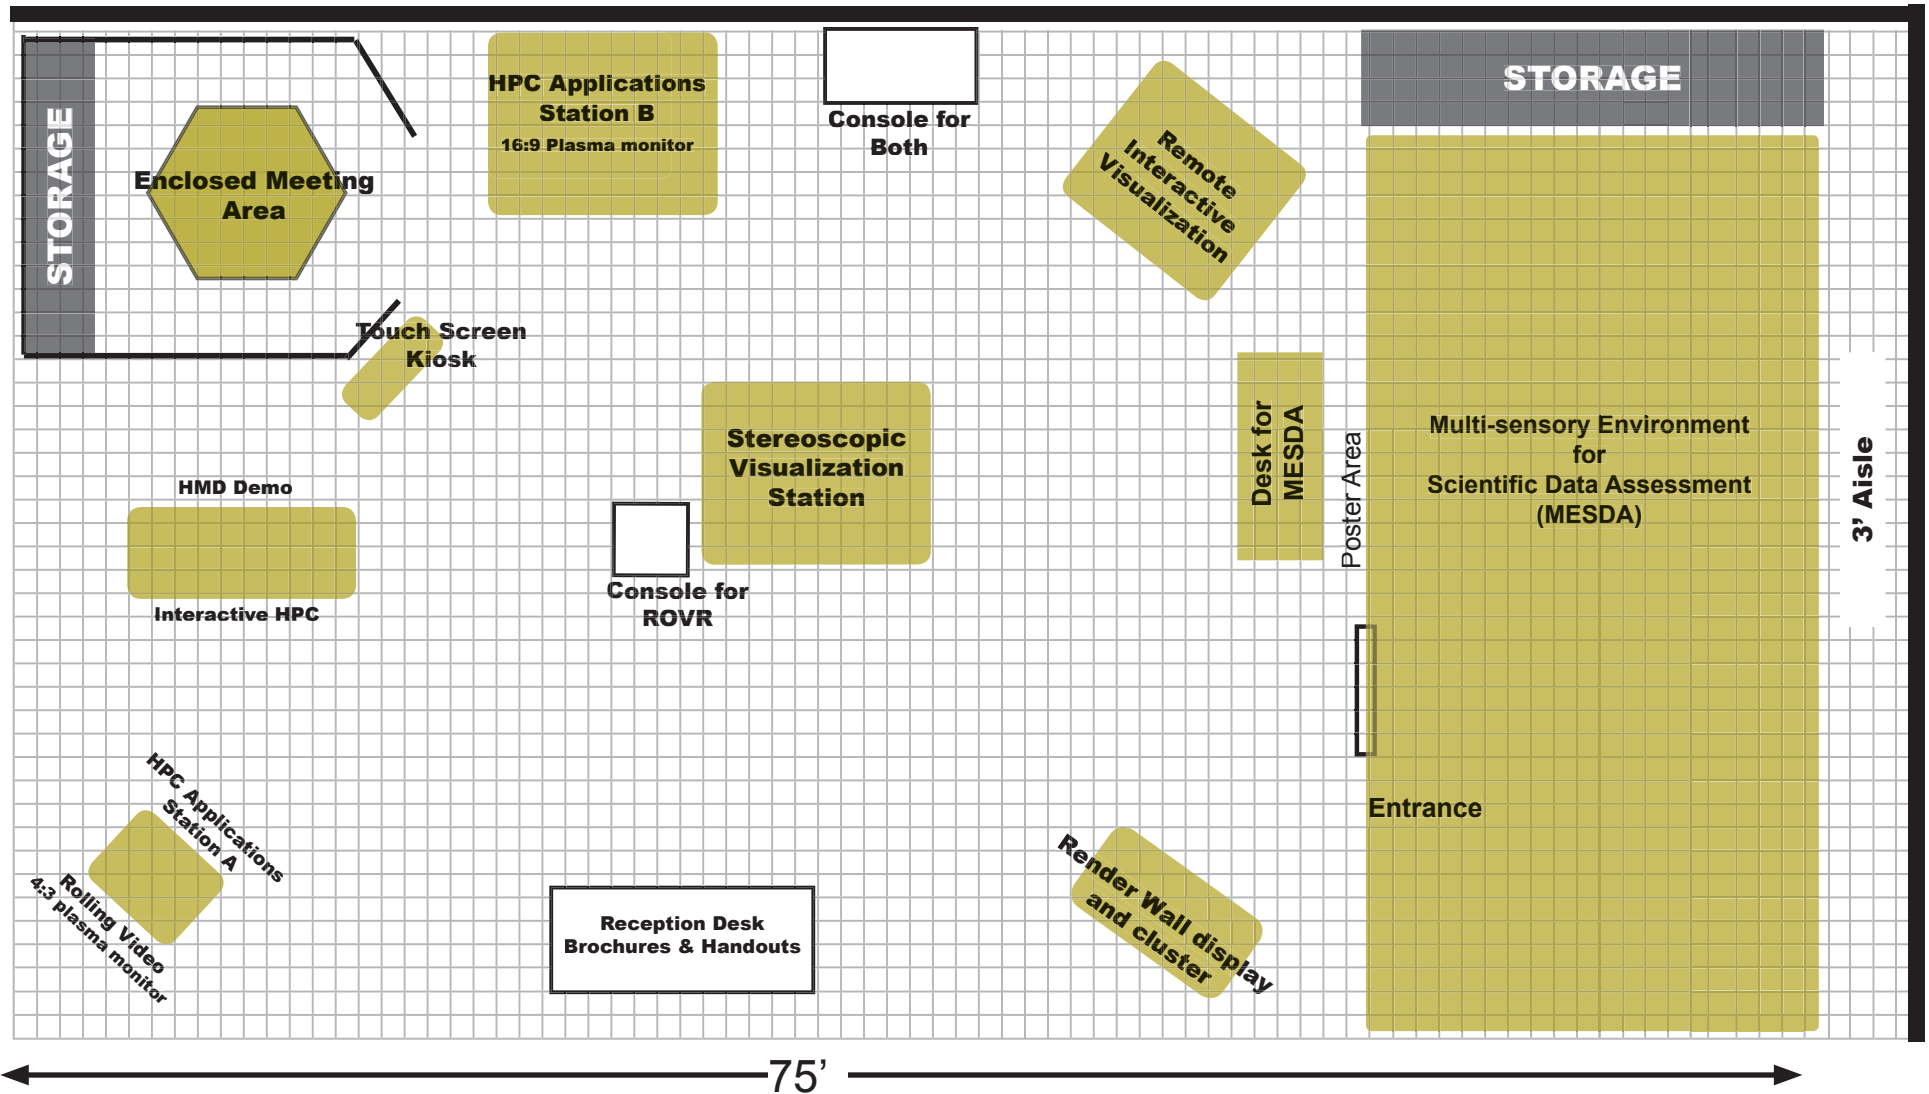 STORAGE
Enclosed Meeting
Area
HPC Applications
Station B
16:9 Plasma monitor
Console for
Both
Remote
Interactive
Visualization
STORAGE
Touch Screen
Kiosk
Stereoscopic
Visualization
Station
Desk for
MESDA
Poster Area
Multi-sensory Environment
for
Scientific Data Assessment
(MESDA)
3’ Aisle
HMD Demo
Interactive HPC
Console for
ROVR
HPC Applications
Station A
Rolling Video
4:3 plasma monitor
Reception Desk
Brochures & Handouts
Render Wall display
and cluster
Entrance
75’